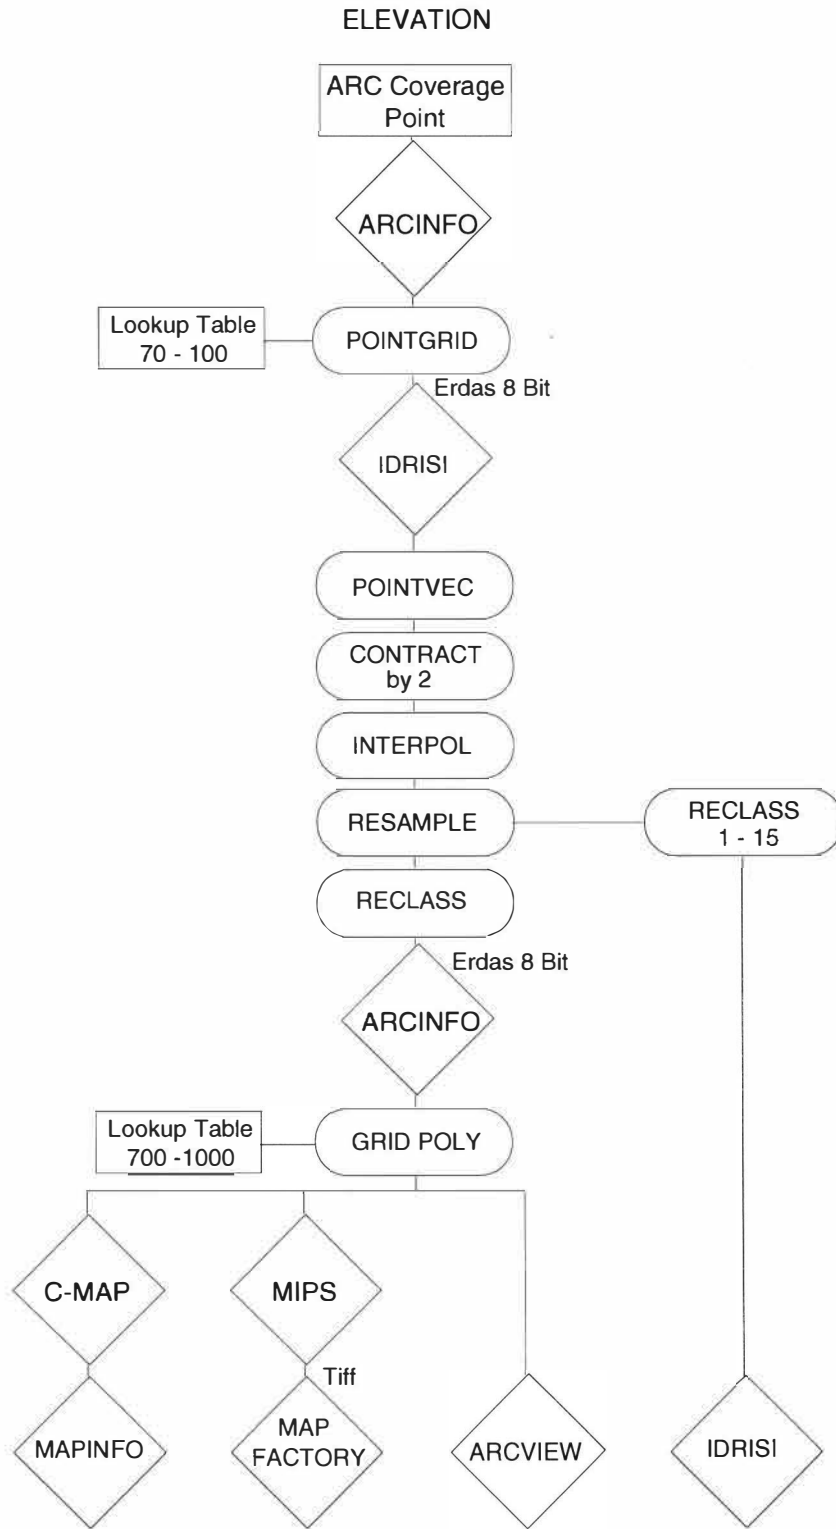 ELEVATION
ARC Coverage
Point
ARCINFO
Lookup Table
70 - 100
POINTGRID
Erdas 8 Bit
IDRISI
POINTVEC
CONTRACT
by 2
INTERPOL
RESAMPLE
RECLASS
1 - 15
RECLASS
Erdas 8 Bit
ARCINFO
Lookup Table
700 -1000
GRID POLY
C-MAP
MIPS
Tiff
MAPINFO
MAP
FACTORY
ARCVIEW
IDRISI